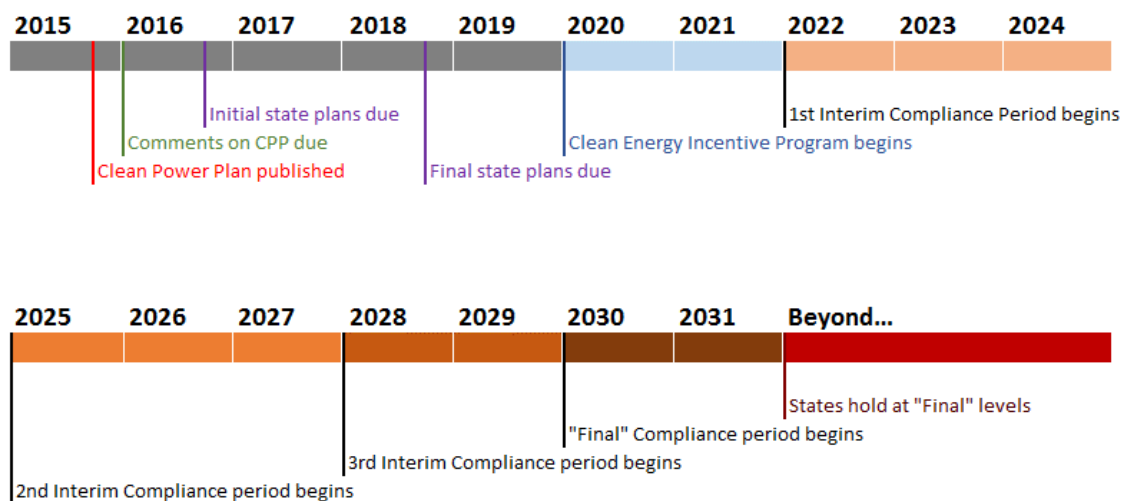 2015 2016 2017 2018 2019 2020 2021 2022 2023 2024
Initial state plans due 1st Interim Compliance Period begins
Comments on CPP due Clean Energy Incentive Program begins
Clean Power Plan published Final state plans due
2025 2026 2027 2028 2029 2030 2031 Beyond...
States hold at "Final" levels
"Final" Compliance period begins
3rd Interim Compliance period begins
2nd Interim Compliance period begins